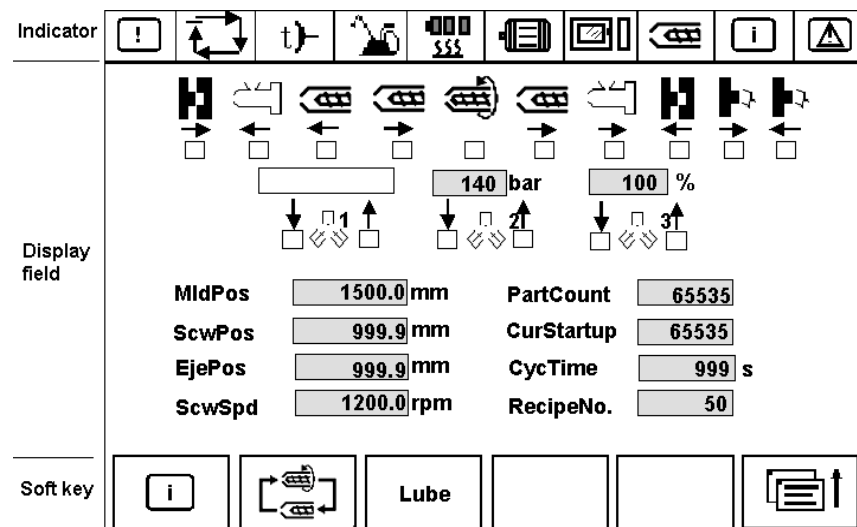 Indicator
! t i !
140 bar 100 %
1 2 3
Display
field
MldPos 1500.0 mm PartCount 65535
ScwPos 999.9 mm CurStartup 65535
EjePos 999.9 mm CycTime 999 s
ScwSpd 1200.0 rpm RecipeNo. 50
Soft key i Lube